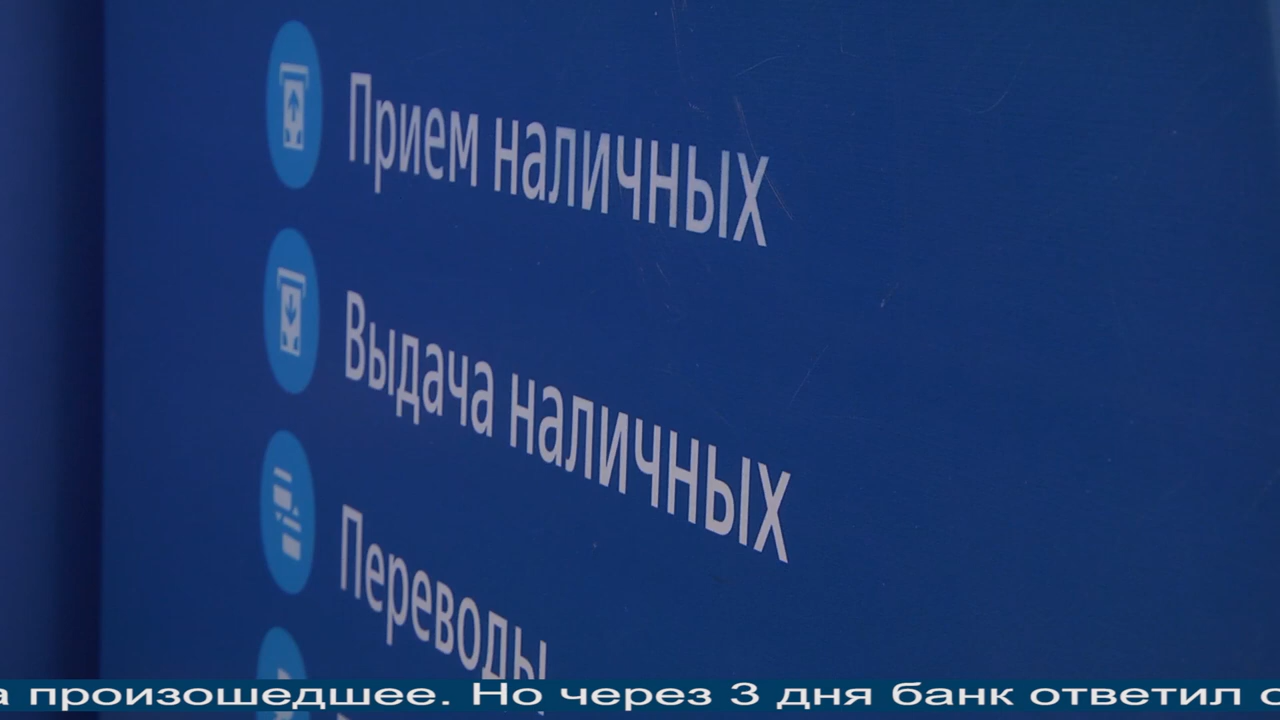 Прием наличных
Выдача наличных
Переводы
произошедшее. Но через 3 дня банк ответил